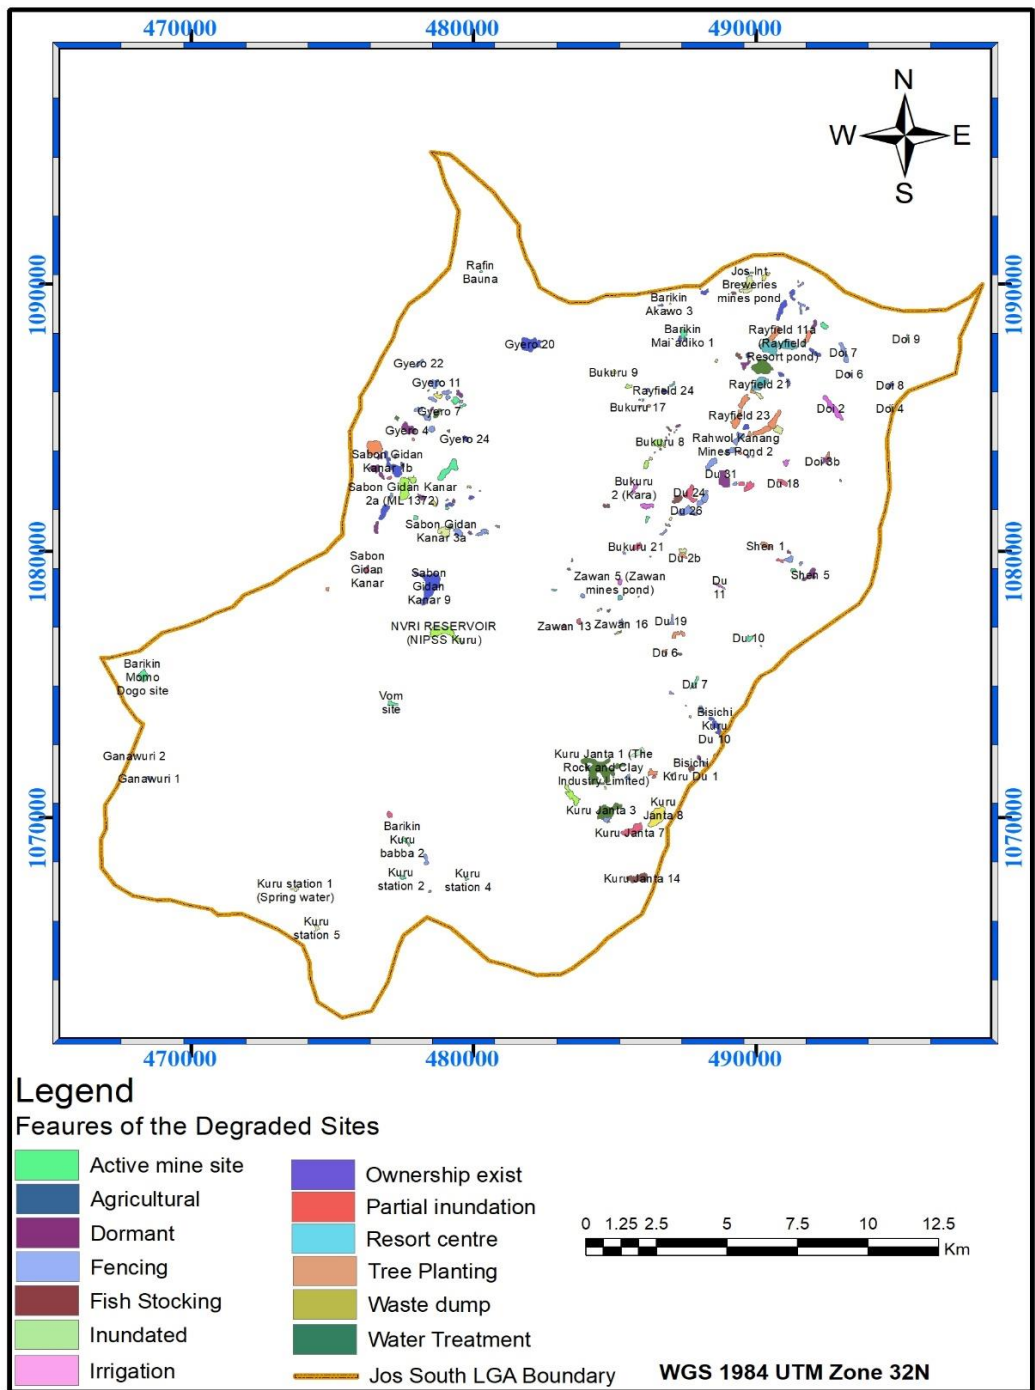 470000 480000 490000
N
W E
S
1090000
1080000
1070000
1090000
1080000
1070000
Rafin
Bauna
Jos-Int
Breweries
mines pond
Barikin
Akawo 3
Barikin
Mai adiko 1
Rayfield 11a
(Rayfield
Resort pond)
Doi 9
Doi 7
Gyero 20
Gyero 22
Gyero 11
Bukuru 9
Doi 6
Doi 8
Rayfield 21
Rayfield 24
Bukuru 17
Doi 2
Doi 4
Gyero 7
Rayfield 23
Gyero 4
Gyero 24
Bukuru 8
Rahwol Kanang
Mines Pond 2
Sabon Gidan
Kanar 1b
Doi 3b
Du 31
Sabon Gidan Kanar
2a (ML 1372)
Bukuru
2 (Kara)
Du 18
Du 24
Du 26
Sabon Gidan
Kanar 3a
Bukuru 21
Shen 1
Du 2b
Sabon
Gidan
Kanar
Sabon
Gidan
Kanar 9
Zawan 5 (Zawan
mines pond)
Du
11
Shen 5
NVRI RESERVOIR
(NIPSS Kuru)
Zawan 13
Zawan 16
Du 19
Du 10
Du 6
Barikin
Momo
Dogo site
Du 7
Vom
site
Bisichi
Kuru
Du 10
Ganawuri 2
Ganawuri 1
Kuru Janta 1 (The
Rock and Clay
Industry Limited)
Bisichi
Kuru Du 1
Kuru Janta 3
Kuru
Janta 8
Kuru Janta 7
Barikin
Kuru
babba 2
Kuru
station 2
Kuru
station 4
Kuru Janta 14
Kuru station 1
(Spring water)
Kuru
station 5
470000 480000 490000
Legend
Feaures of the Degraded Sites
Active mine site
Agricultural
Dormant
Fencing
Fish Stocking
Inundated
Irrigation
Ownership exist
Partial inundation
Resort centre
Tree Planting
Waste dump
Water Treatment
Jos South LGA Boundary
0 1.25 2.5 5 7.5 10 12.5
Km
WGS 1984 UTM Zone 32N